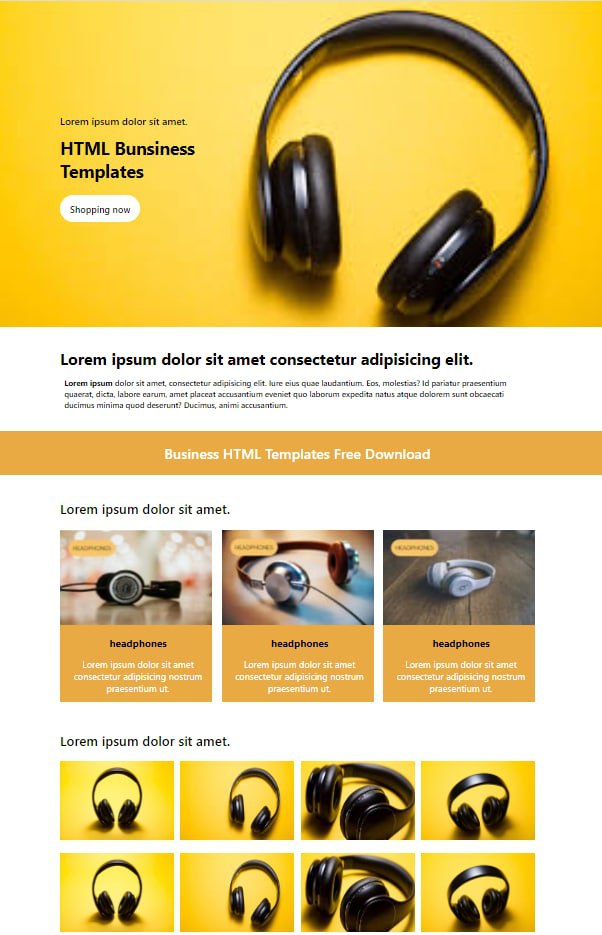 Lorem ipsum dolor sit amet.
HTML Bunsiness
Templates
Shopping now
Lorem ipsum dolor sit amet consectetur adipisicing elit.
Lorem ipsum dolor sit amet, consectetur adipisicing elit. Iure eius quae laudantium. Eos, molestias? Id pariatur praesentium
quaerat, dicta, labore earum, amet placeat accusantium eveniet quo laborum expedita natus atque dolorem sunt obcaecati
ducimus minima quod deserunt? Ducimus, animi accusantium.
Business HTML Templates Free Download
Lorem ipsum dolor sit amet.
HEADPHONES
HEADPHONES
HEADPHONES
headphones
Lorem ipsum dolor sit amet
consectetur adipisicing nostrum
praesentium ut.
headphones
Lorem ipsum dolor sit amet
consectetur adipisicing nostrum
praesentium ut.
headphones
Lorem ipsum dolor sit amet
consectetur adipisicing nostrum
praesentium ut.
Lorem ipsum dolor sit amet.